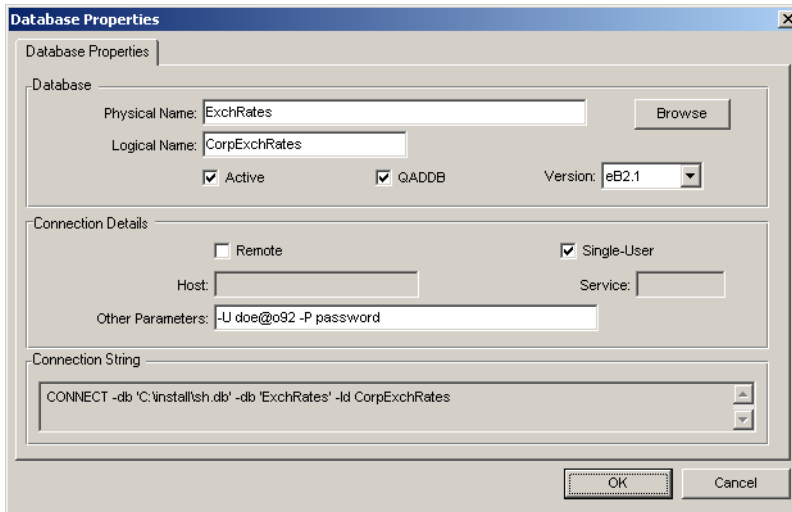 Database Properties
Database Properties
Database
Physical Name: ExchRates Browse
Logical Name: CorpExchRates
Active QADDB Version: eB2.1
Connection Details
Remote Single-User
Host: Service:
Other Parameters: -U doe@o92 -P password
Connection String
CONNECT -db 'C:\install\sh.db' -db 'ExchRates' -ld CorpExchRates
OK Cancel